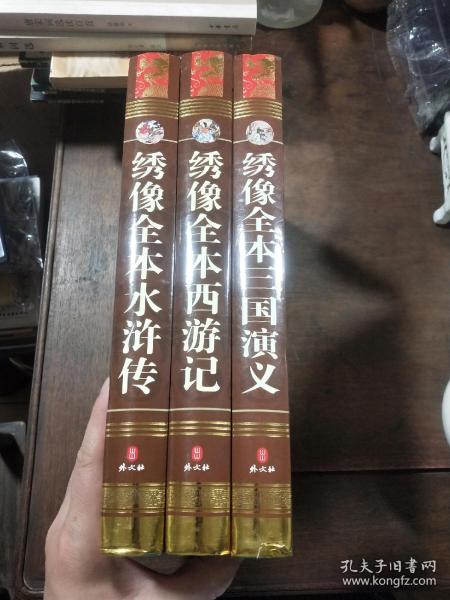 绣像全本水浒传
外文社
绣像全本西游记
外文社
绣像全本三国演义
外文社
孔夫子旧书网
www.kongfz.com